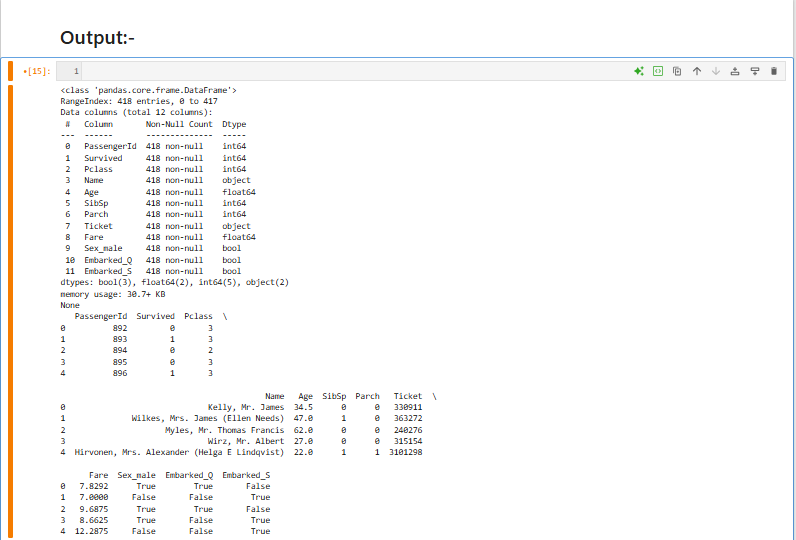 Output:-
•[15]: 1
<class 'pandas.core.frame.DataFrame'>
RangeIndex: 418 entries, 0 to 417
Data columns (total 12 columns):
 #   Column       Non-Null Count  Dtype
---  ------       --------------  -----
 0   PassengerId  418 non-null    int64
 1   Survived     418 non-null    int64
 2   Pclass       418 non-null    int64
 3   Name         418 non-null    object
 4   Age          418 non-null    float64
 5   SibSp        418 non-null    int64
 6   Parch        418 non-null    int64
 7   Ticket       418 non-null    object
 8   Fare         418 non-null    float64
 9   Sex_male     418 non-null    bool
 10  Embarked_Q   418 non-null    bool
 11  Embarked_S   418 non-null    bool
dtypes: bool(3), float64(2), int64(5), object(2)
memory usage: 30.7+ KB
None
   PassengerId  Survived  Pclass  \
0          892         0       3
1          893         1       3
2          894         0       2
3          895         0       3
4          896         1       3
                                           Name   Age  SibSp  Parch   Ticket  \
0                              Kelly, Mr. James  34.5      0      0   330911
1              Wilkes, Mrs. James (Ellen Needs)  47.0      1      0   363272
2                     Myles, Mr. Thomas Francis  62.0      0      0   240276
3                              Wirz, Mr. Albert  27.0      0      0   315154
4  Hirvonen, Mrs. Alexander (Helga E Lindqvist)  22.0      1      1  3101298
      Fare  Sex_male  Embarked_Q  Embarked_S
0   7.8292      True        True       False
1   7.0000     False       False        True
2   9.6875      True        True       False
3   8.6625      True       False        True
4  12.2875     False       False        True